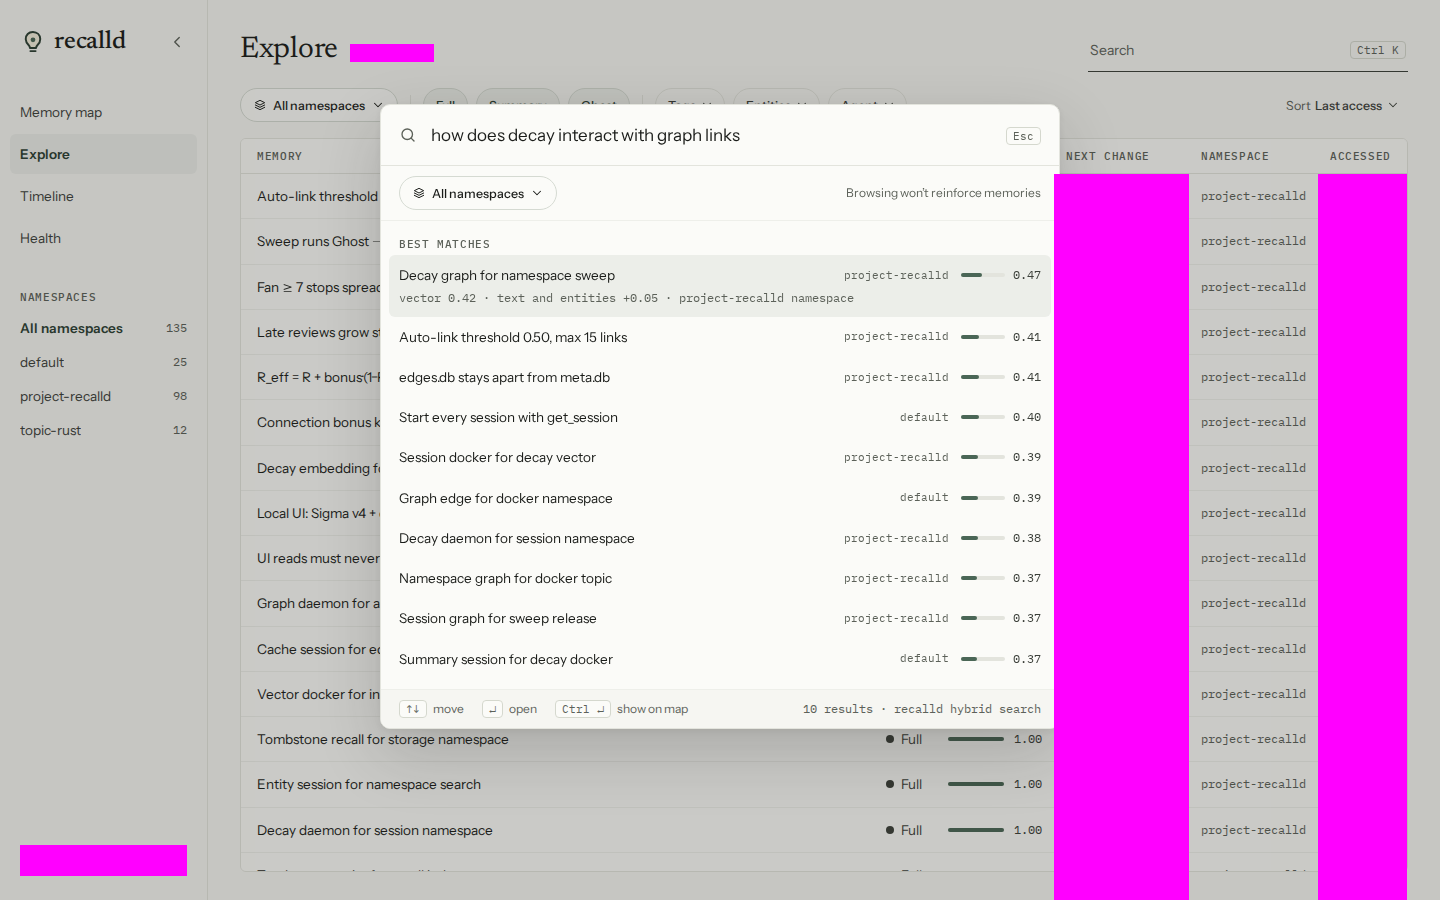 recalld
Memory map
Explore
Timeline
Health
NAMESPACES
All namespaces 135
default 25
project-recalld 98
topic-rust 12
Explore
Search Ctrl K
All namespaces
Sort Last access
MEMORY NEXT CHANGE NAMESPACE ACCESSED
how does decay interact with graph links Esc
All namespaces Browsing won't reinforce memories
BEST MATCHES
Decay graph for namespace sweep project-recalld 0.47
vector 0.42 · text and entities +0.05 · project-recalld namespace
Auto-link threshold 0.50, max 15 links project-recalld 0.41
edges.db stays apart from meta.db project-recalld 0.41
Start every session with get_session default 0.40
Session docker for decay vector project-recalld 0.39
Graph edge for docker namespace default 0.39
Decay daemon for session namespace project-recalld 0.38
Namespace graph for docker topic project-recalld 0.37
Session graph for sweep release project-recalld 0.37
Summary session for decay docker default 0.37
↑↓ move ↵ open Ctrl ↵ show on map 10 results · recalld hybrid search
Auto-link threshold project-recalld
Sweep runs Ghost project-recalld
Fan ≥ 7 stops project-recalld
Late reviews grow project-recalld
R_eff = R + project-recalld
Connection bonus project-recalld
Decay embedding project-recalld
Local UI: Sigma v4 + project-recalld
UI reads must never project-recalld
Graph daemon for project-recalld
Cache session for project-recalld
Vector docker for project-recalld
Tombstone recall for storage namespace Full 1.00 project-recalld
Entity session for namespace search Full 1.00 project-recalld
Decay daemon for session namespace Full 1.00 project-recalld